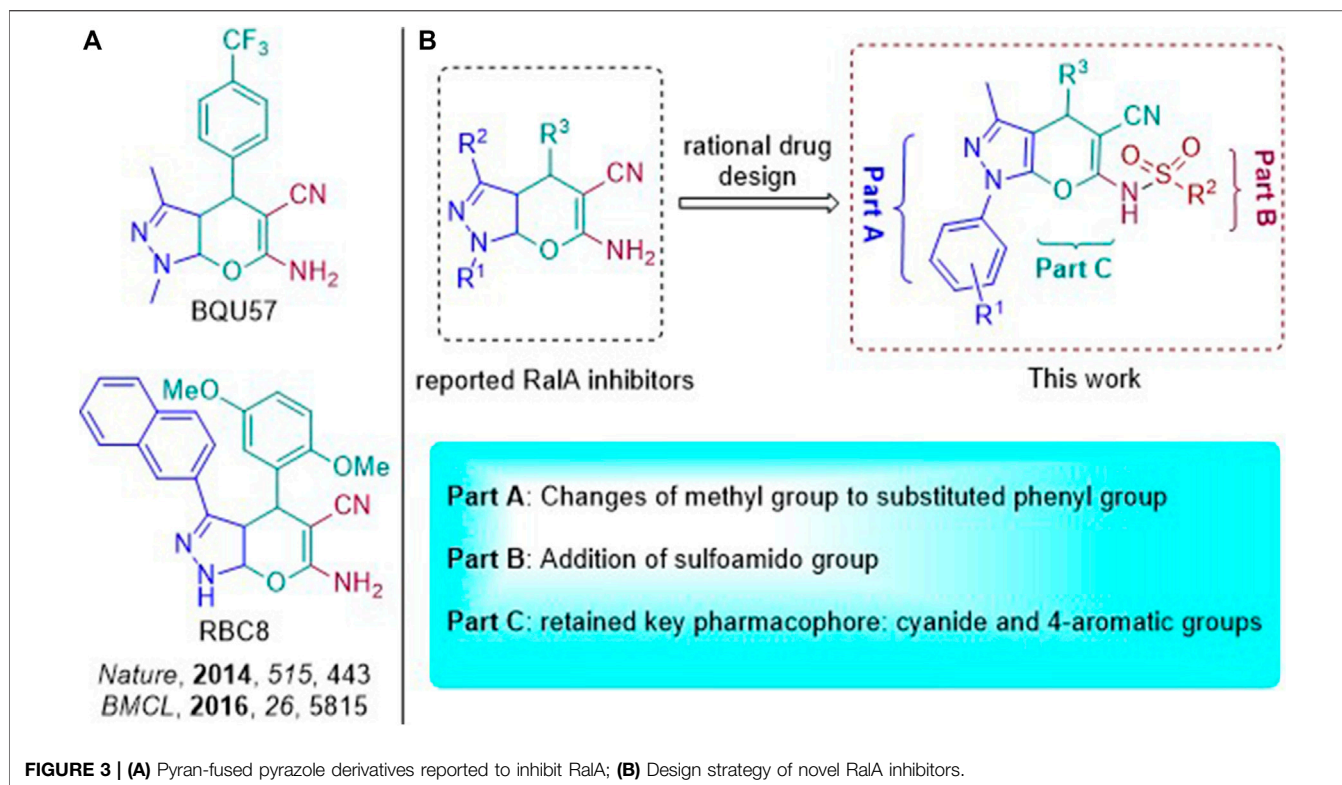 A
CF3
N
N
O
CN
NH2
BQU57
MeO
OMe
N
N
H
O
CN
NH2
RBC8
Nature, 2014, 515, 443
BMCL, 2016, 26, 5815
B
R2
R3
N
N
R1
O
CN
NH2
reported RalA inhibitors
rational drug
design
Part A
R3
N
N
O
CN
O
O
S
N
H
R2
R1
Part C
Part B
This work
Part A: Changes of methyl group to substituted phenyl group
Part B: Addition of sulfoamido group
Part C: retained key pharmacophore: cyanide and 4-aromatic groups
FIGURE 3 | (A) Pyran-fused pyrazole derivatives reported to inhibit RalA; (B) Design strategy of novel RalA inhibitors.